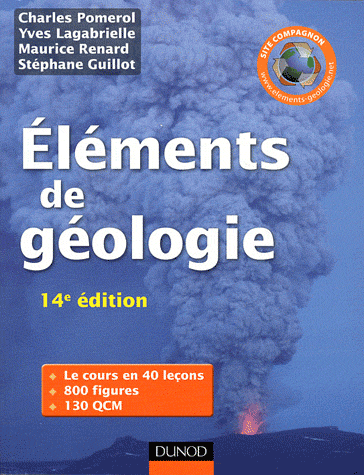 Charles Pomerol
Yves Lagabrielle
Maurice Renard
Stéphane Guillot
SITE COMPAGNON
www.elements-geologie.net
Éléments
de
géologie
14e édition
Le cours en 40 leçons
800 figures
130 QCM
DUNOD